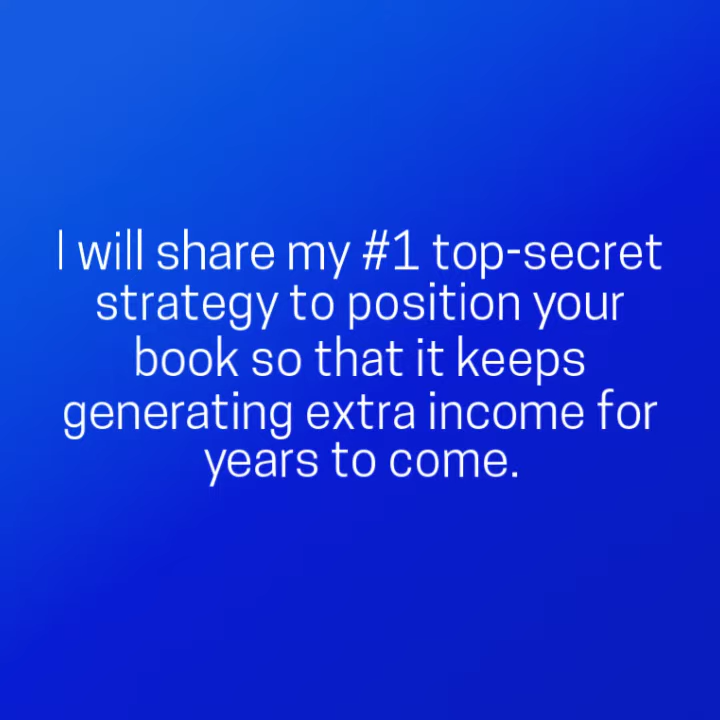 I will share my #1 top-secret
strategy to position your
book so that it keeps
generating extra income for
years to come.